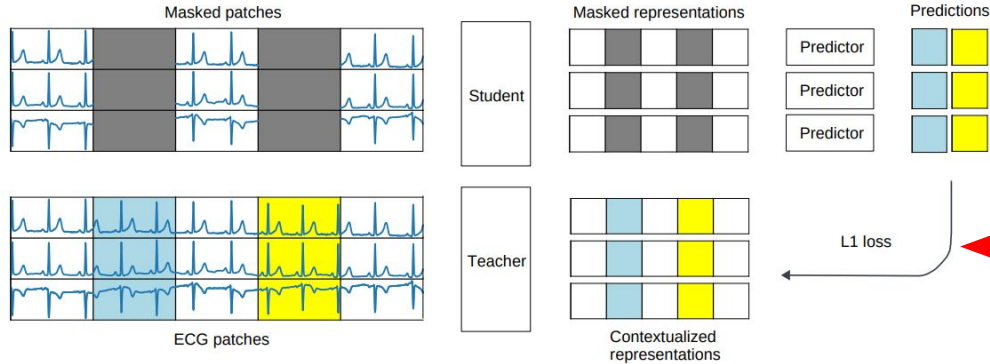 Masked patches
Masked representations
Predictions
Student
Predictor
Predictor
Predictor
Teacher
L1 loss
ECG patches
Contextualized
representations